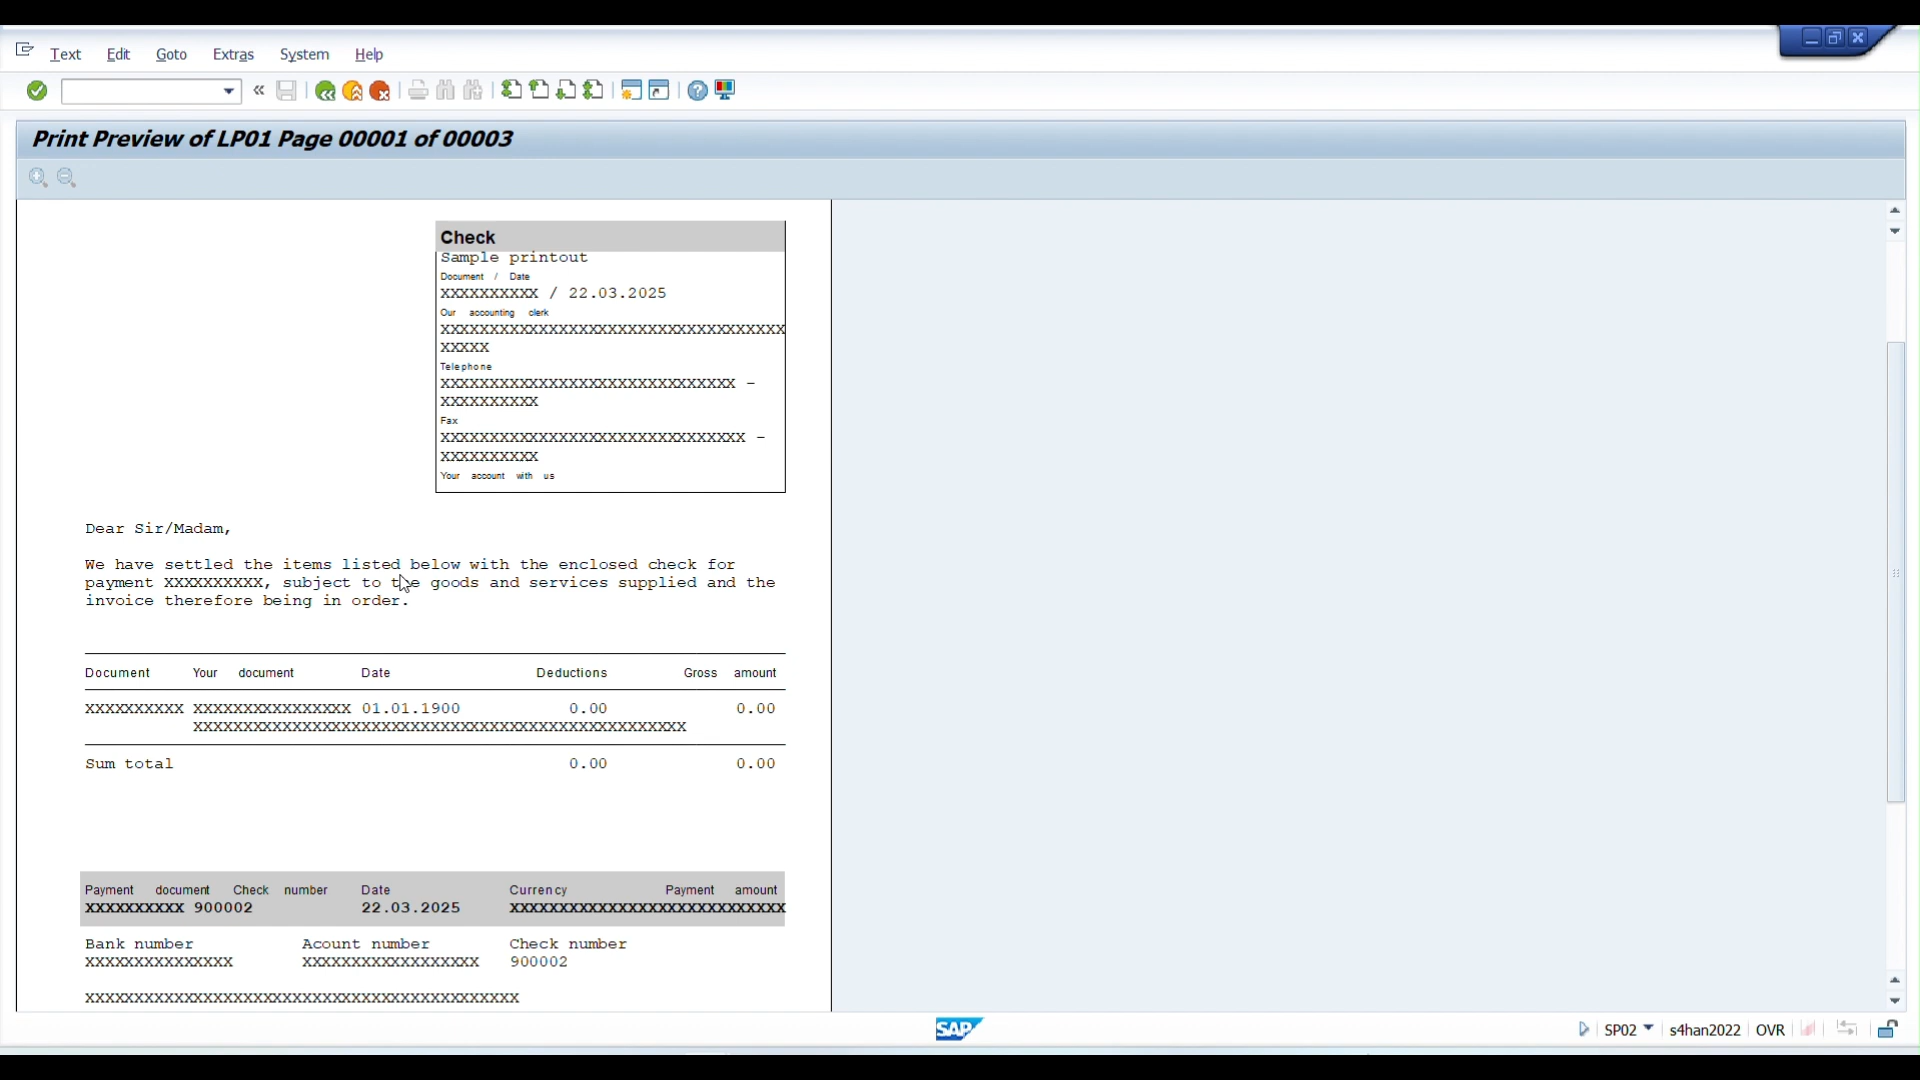 Text Edit Goto Extras System Help
Print Preview of LP01 Page 00001 of 00003
Check
Sample printout
Document / Date
XXXXXXXXXX / 22.03.2025
Our accounting clerk
XXXXXXXXXXXXXXXXXXXXXXXXXXXXXXXXXXX
XXXXX
Telephone
XXXXXXXXXXXXXXXXXXXXXXXXXXXXXX -
XXXXXXXXXX
Fax
XXXXXXXXXXXXXXXXXXXXXXXXXXXXXXX -
XXXXXXXXXX
Your account with us
Dear Sir/Madam,
We have settled the items listed below with the enclosed check for
payment XXXXXXXXXX, subject to the goods and services supplied and the
invoice therefore being in order.
Document Your document Date Deductions Gross amount
XXXXXXXXXX XXXXXXXXXXXXXXXX 01.01.1900 0.00 0.00
XXXXXXXXXXXXXXXXXXXXXXXXXXXXXXXXXXXXXXXXXXXXXXXXXX
Sum total 0.00 0.00
Payment document Check number Date Currency Payment amount
XXXXXXXXXX 900002 22.03.2025 XXXXXXXXXXXXXXXXXXXXXXXXXXXX
Bank number Acount number Check number
XXXXXXXXXXXXXXX XXXXXXXXXXXXXXXXXX 900002
XXXXXXXXXXXXXXXXXXXXXXXXXXXXXXXXXXXXXXXXXXXX
SAP SP02 s4han2022 OVR